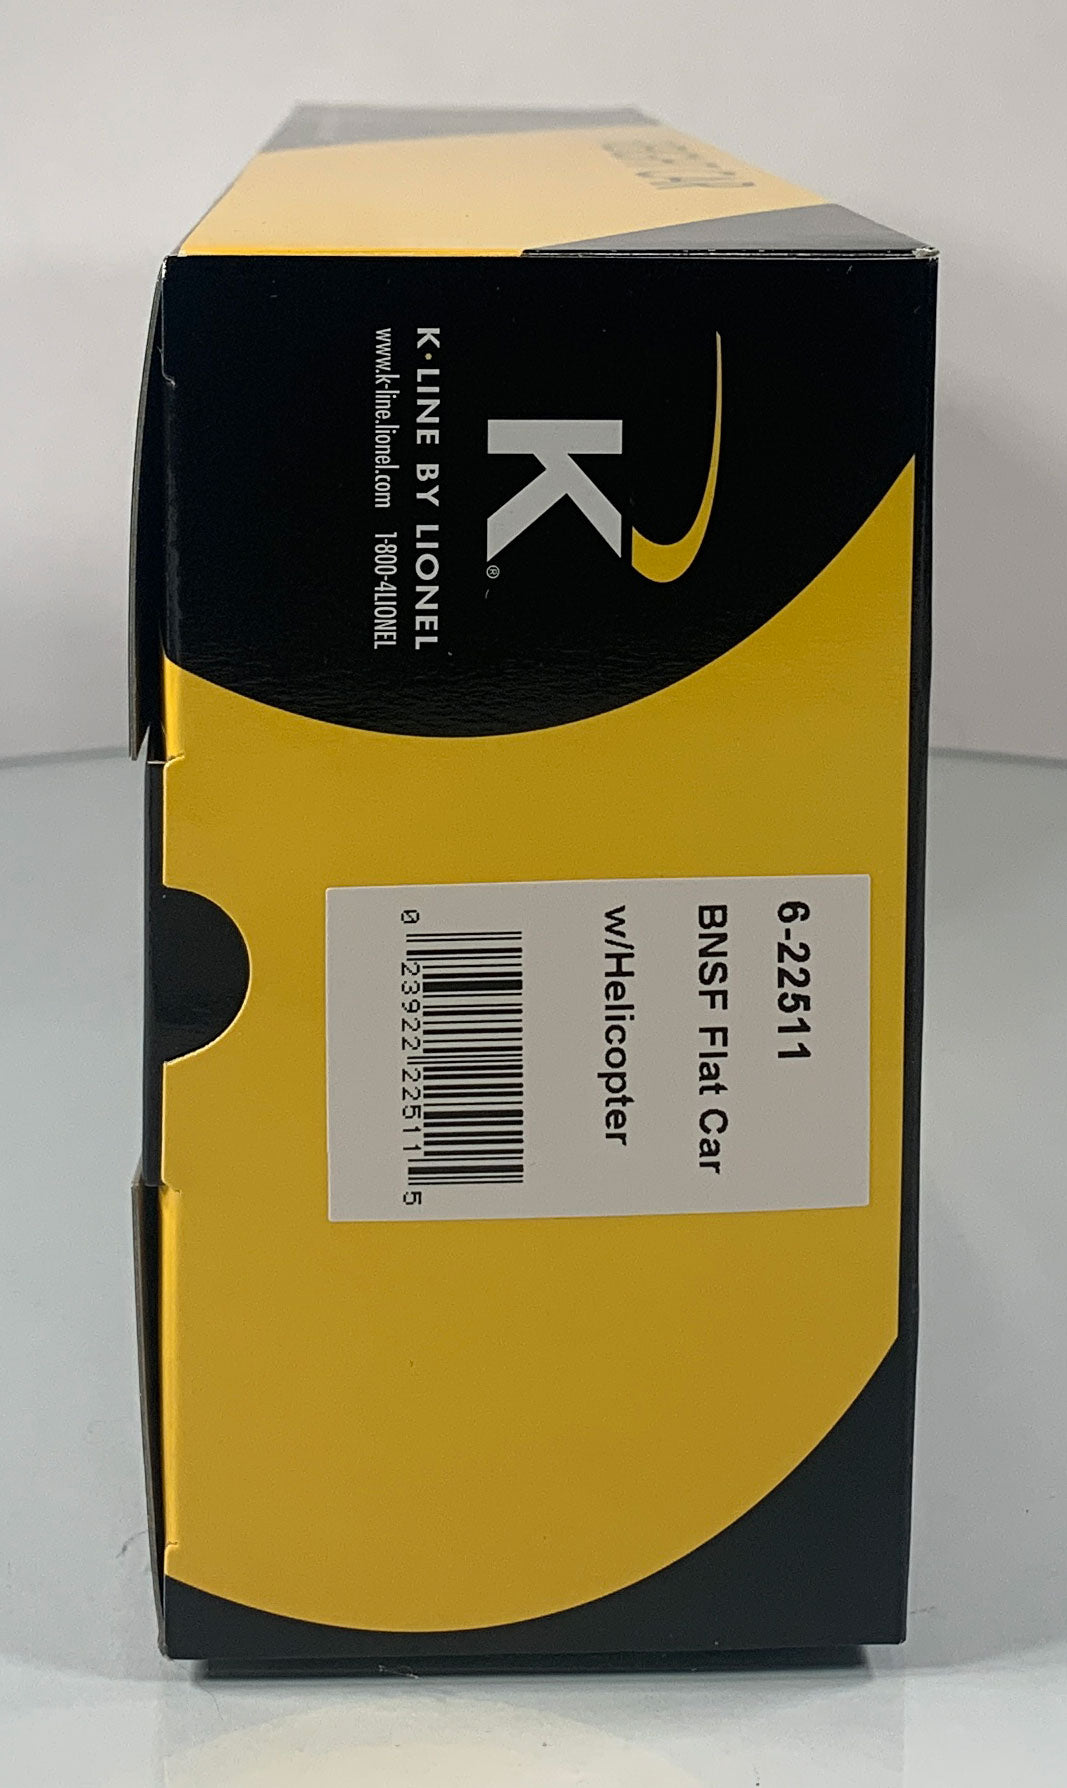 K
®
K•LINE BY LIONEL
www.k-line.lionel.com 1-800-4LIONEL
6-22511
BNSF Flat Car
w/Helicopter
0 23922 22511 5
CAR